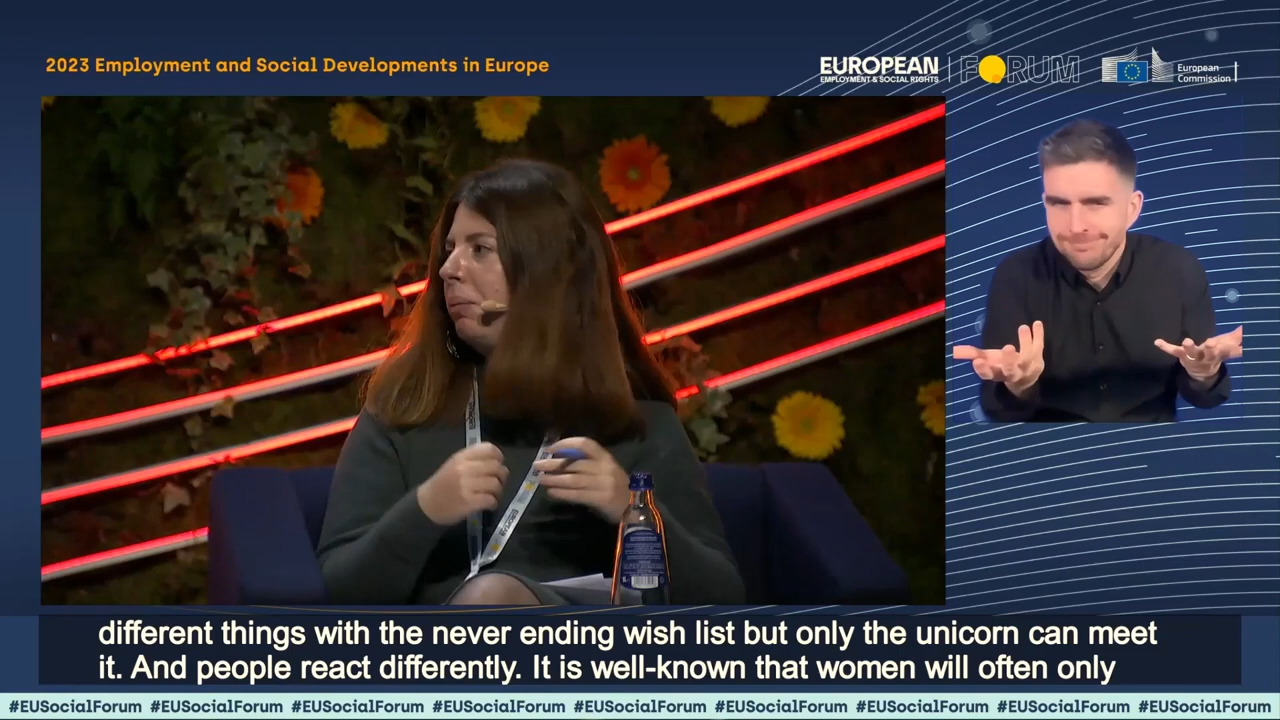 2023 Employment and Social Developments in Europe
EUROPEAN
EMPLOYMENT & SOCIAL RIGHTS
FORUM
European
Commission
different things with the never ending wish list but only the unicorn can meet
it. And people react differently. It is well-known that women will often only
#EUSocialForum #EUSocialForum #EUSocialForum #EUSocialForum #EUSocialForum #EUSocialForum #EUSocialForum #EUSocialForum #EUSocialForum